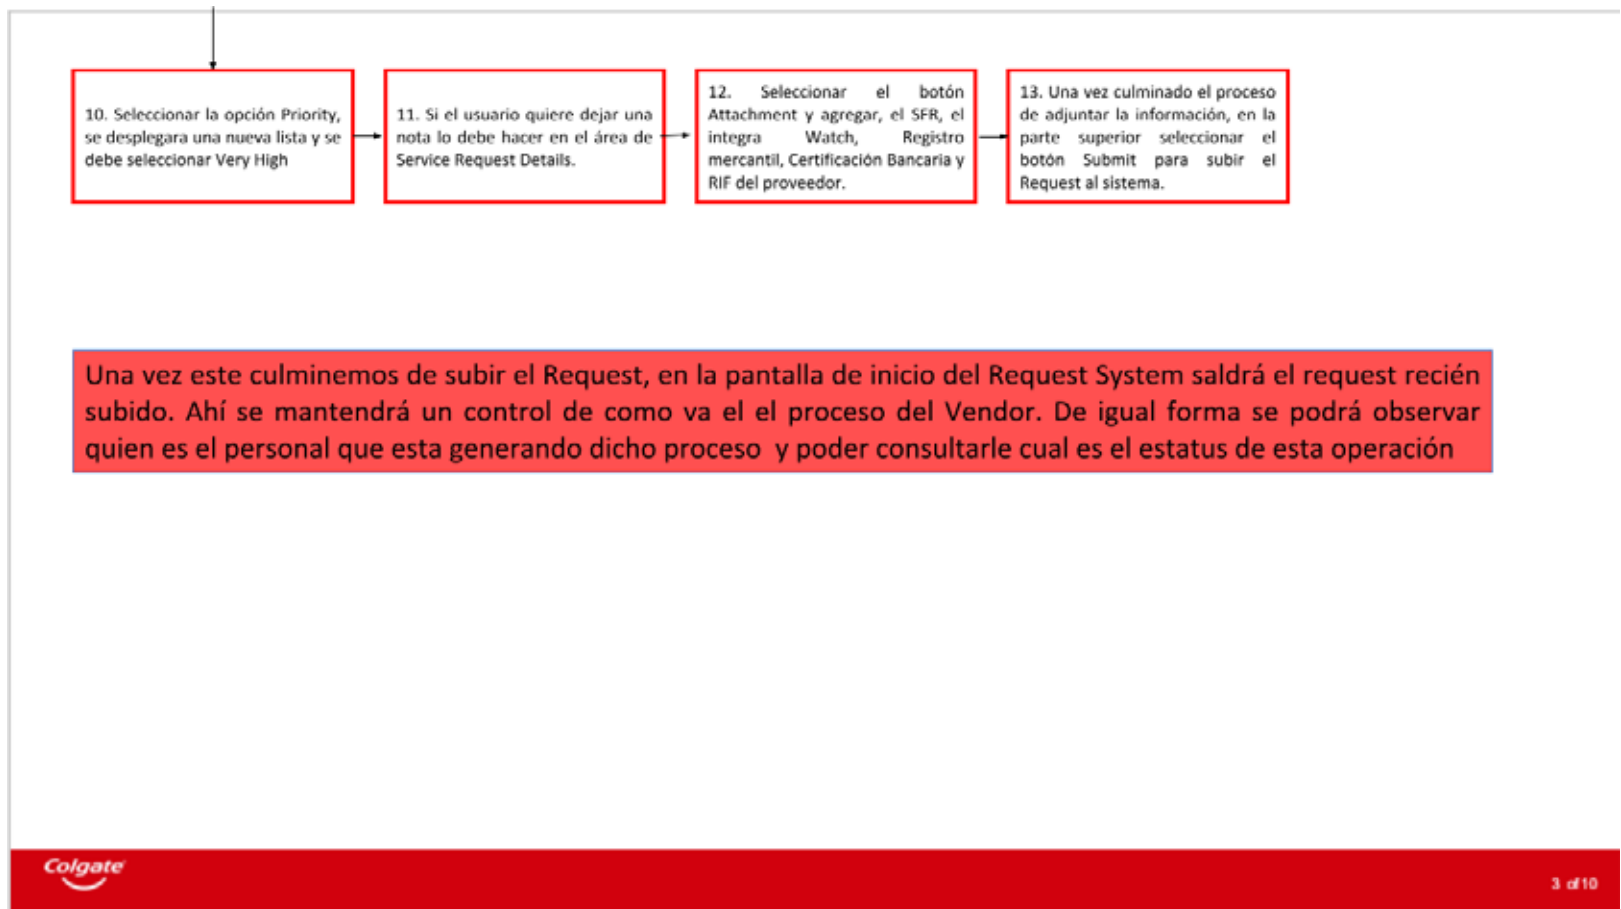 10. Seleccionar la opción Priority,
se desplegara una nueva lista y se
debe seleccionar Very High
11. Si el usuario quiere dejar una
nota lo debe hacer en el área de
Service Request Details.
12. Seleccionar el botón
Attachment y agregar, el SFR, el
integra Watch, Registro
mercantil, Certificación Bancaria y
RIF del proveedor.
13. Una vez culminado el proceso
de adjuntar la información, en la
parte superior seleccionar el
botón Submit para subir el
Request al sistema.
Una vez este culminemos de subir el Request, en la pantalla de inicio del Request System saldrá el request recién
subido. Ahí se mantendrá un control de como va el el proceso del Vendor. De igual forma se podrá observar
quien es el personal que esta generando dicho proceso  y poder consultarle cual es el estatus de esta operación
Colgate
3 of 10